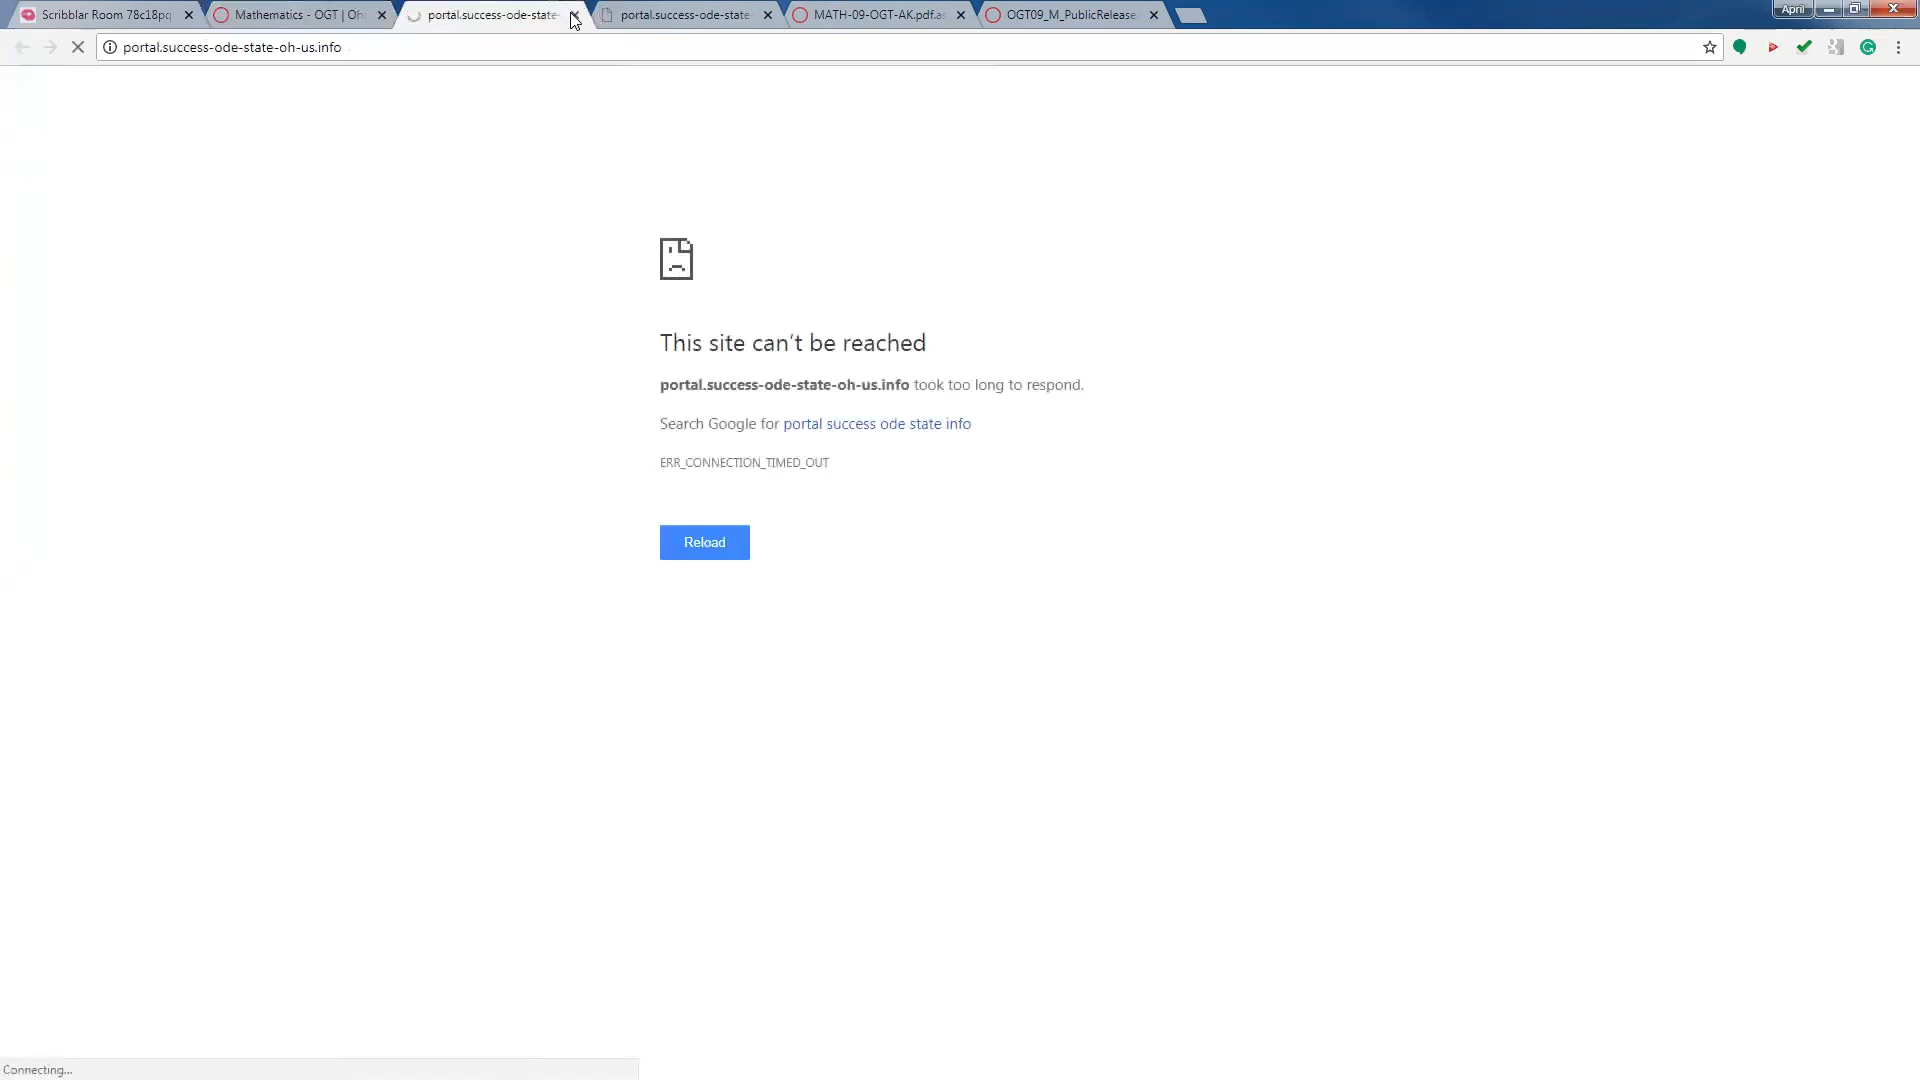 Scribblar Room 78c18pq
Mathematics - OGT | Oh
portal.success-ode-state-
portal.success-ode-state-
MATH-09-OGT-AK.pdf.as
OGT09_M_PublicRelease.
April
portal.success-ode-state-oh-us.info
This site can't be reached
portal.success-ode-state-oh-us.info took too long to respond.
Search Google for portal success ode state info
ERR_CONNECTION_TIMED_OUT
Reload
Connecting...